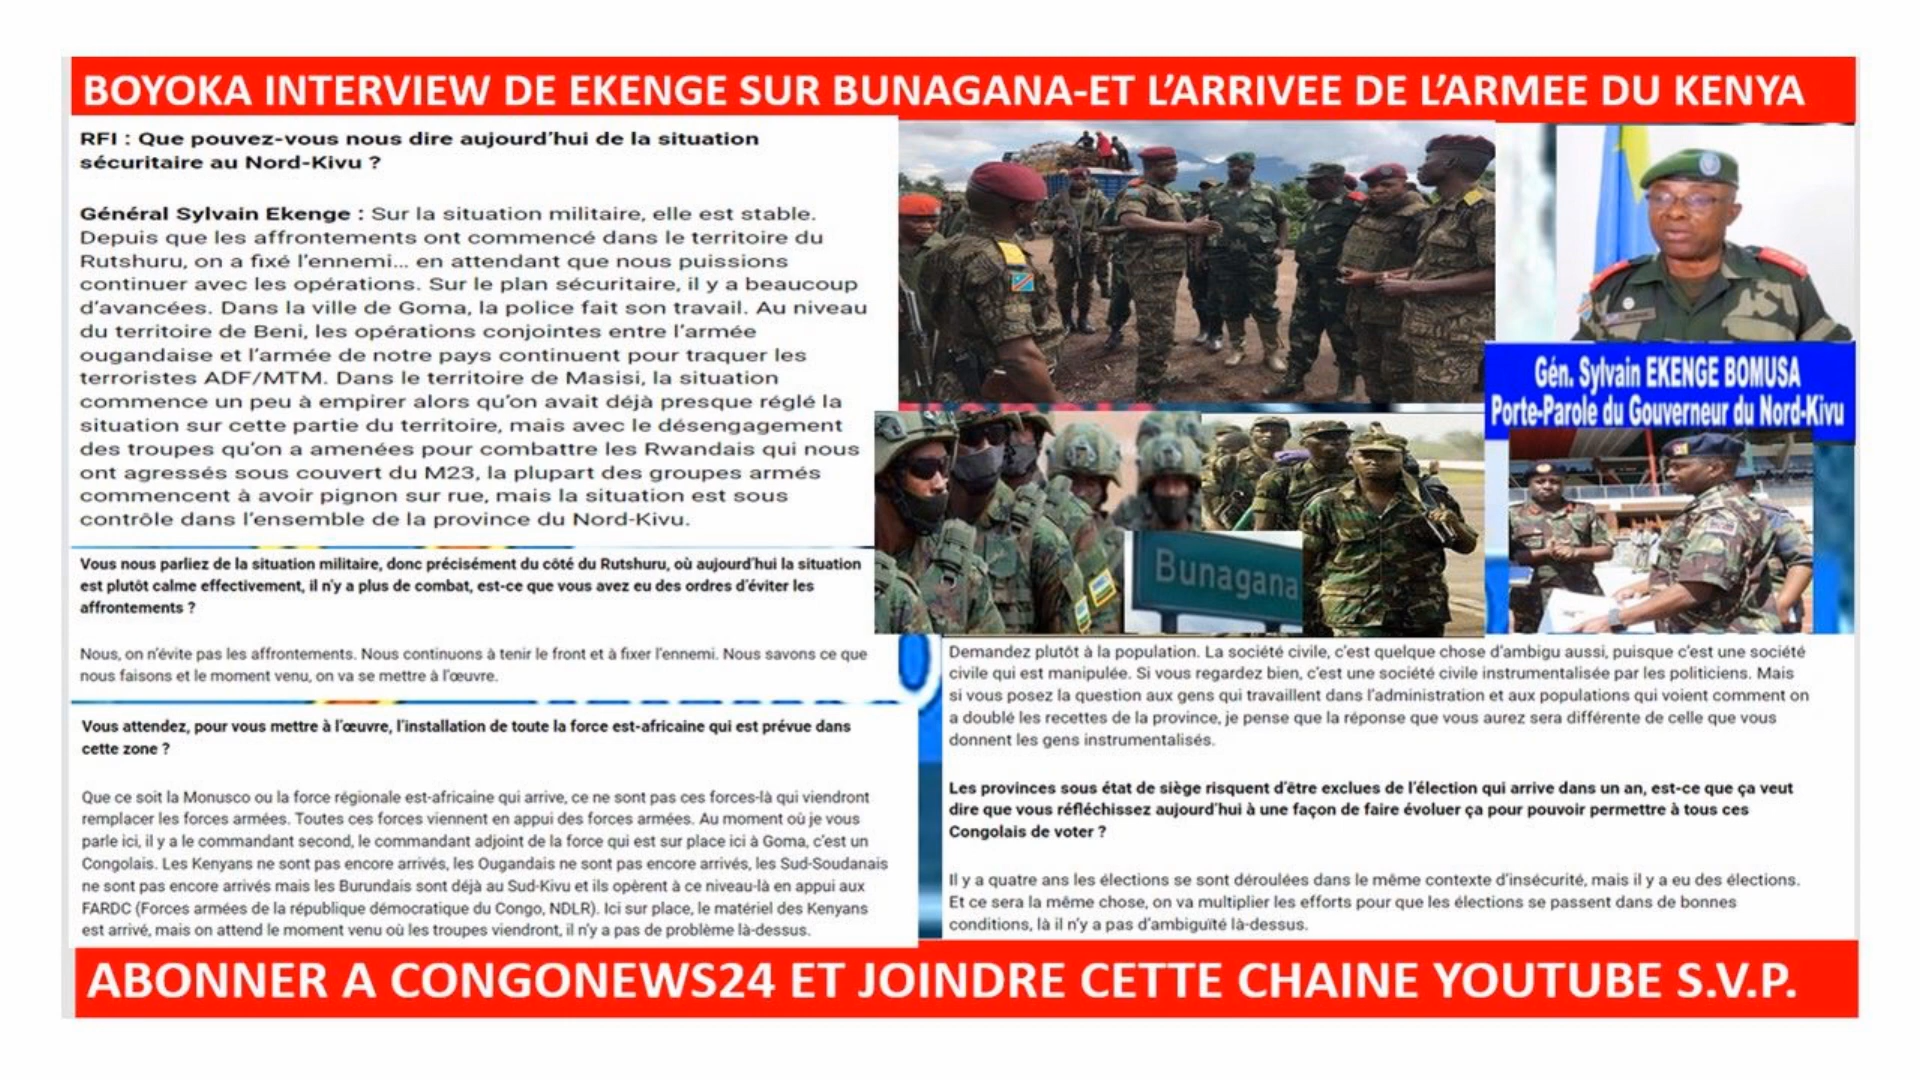 BOYOKA INTERVIEW DE EKENGE SUR BUNAGANA-ET L'ARRIVEE DE L'ARMEE DU KENYA
RFI : Que pouvez-vous nous dire aujourd'hui de la situation
sécuritaire au Nord-Kivu ?
Général Sylvain Ekenge : Sur la situation militaire, elle est stable.
Depuis que les affrontements ont commencé dans le territoire du
Rutshuru, on a fixé l'ennemi... en attendant que nous puissions
continuer avec les opérations. Sur le plan sécuritaire, il y a beaucoup
d'avancées. Dans la ville de Goma, la police fait son travail. Au niveau
du territoire de Beni, les opérations conjointes entre l'armée
ougandaise et l'armée de notre pays continuent pour traquer les
terroristes ADF/MTM. Dans le territoire de Masisi, la situation
commence un peu à empirer alors qu'on avait déjà presque réglé la
situation sur cette partie du territoire, mais avec le désengagement
des troupes qu'on a amenées pour combattre les Rwandais qui nous
ont agressés sous couvert du M23, la plupart des groupes armés
commencent à avoir pignon sur rue, mais la situation est sous
contrôle dans l'ensemble de la province du Nord-Kivu.
Vous nous parliez de la situation militaire, donc précisément du côté du Rutshuru, où aujourd'hui la situation
est plutôt calme effectivement, il n'y a plus de combat, est-ce que vous avez eu des ordres d'éviter les
affrontements ?
Nous, on n'évite pas les affrontements. Nous continuons à tenir le front et à fixer l'ennemi. Nous savons ce que
nous faisons et le moment venu, on va se mettre à l'œuvre.
Vous attendez, pour vous mettre à l'œuvre, l'installation de toute la force est-africaine qui est prévue dans
cette zone ?
Que ce soit la Monusco ou la force régionale est-africaine qui arrive, ce ne sont pas ces forces-là qui viendront
remplacer les forces armées. Toutes ces forces viennent en appui des forces armées. Au moment où je vous
parle ici, il y a le commandant second, le commandant adjoint de la force qui est sur place ici à Goma, c'est un
Congolais. Les Kenyans ne sont pas encore arrivés, les Ougandais ne sont pas encore arrivés, les Sud-Soudanais
ne sont pas encore arrivés mais les Burundais sont déjà au Sud-Kivu et ils opèrent à ce niveau-là en appui aux
FARDC (Forces armées de la république démocratique du Congo, NDLR). Ici sur place, le matériel des Kenyans
est arrivé, mais on attend le moment venu où les troupes viendront, il n'y a pas de problème là-dessus.
Gén. Sylvain EKENGE BOMUSA
Porte-Parole du Gouverneur du Nord-Kivu
Bunagana
Demandez plutôt à la population. La société civile, c'est quelque chose d'ambigu aussi, puisque c'est une société
civile qui est manipulée. Si vous regardez bien, c'est une société civile instrumentalisée par les politiciens. Mais
si vous posez la question aux gens qui travaillent dans l'administration et aux populations qui voient comment on
a doublé les recettes de la province, je pense que la réponse que vous aurez sera différente de celle que vous
donnent les gens instrumentalisés.
Les provinces sous état de siège risquent d'être exclues de l'élection qui arrive dans un an, est-ce que ça veut
dire que vous réfléchissez aujourd'hui à une façon de faire évoluer ça pour pouvoir permettre à tous ces
Congolais de voter ?
Il y a quatre ans les élections se sont déroulées dans le même contexte d'insécurité, mais il y a eu des élections.
Et ce sera la même chose, on va multiplier les efforts pour que les élections se passent dans de bonnes
conditions, là il n'y a pas d'ambiguïté là-dessus.
ABONNER A CONGONEWS24 ET JOINDRE CETTE CHAINE YOUTUBE S.V.P.